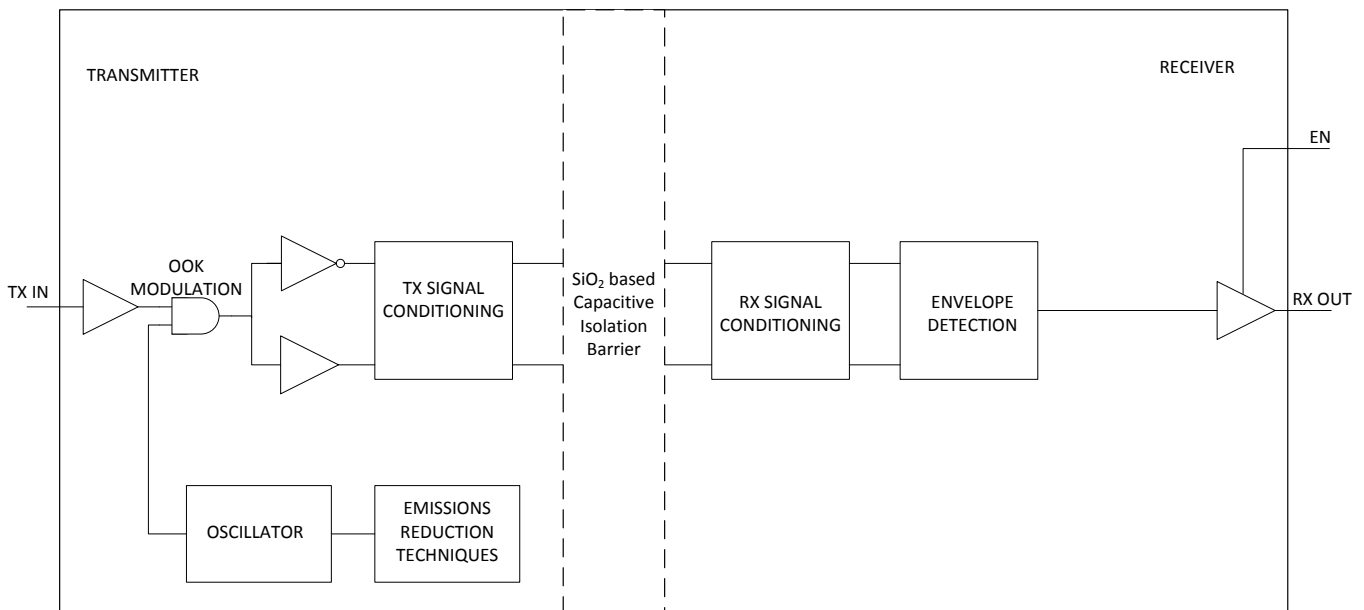 TRANSMITTER
RECEIVER
EN
OOK
MODULATION
TX IN
TX SIGNAL
CONDITIONING
SiO₂ based
Capacitive
Isolation
Barrier
RX SIGNAL
CONDITIONING
ENVELOPE
DETECTION
RX OUT
OSCILLATOR
EMISSIONS
REDUCTION
TECHNIQUES